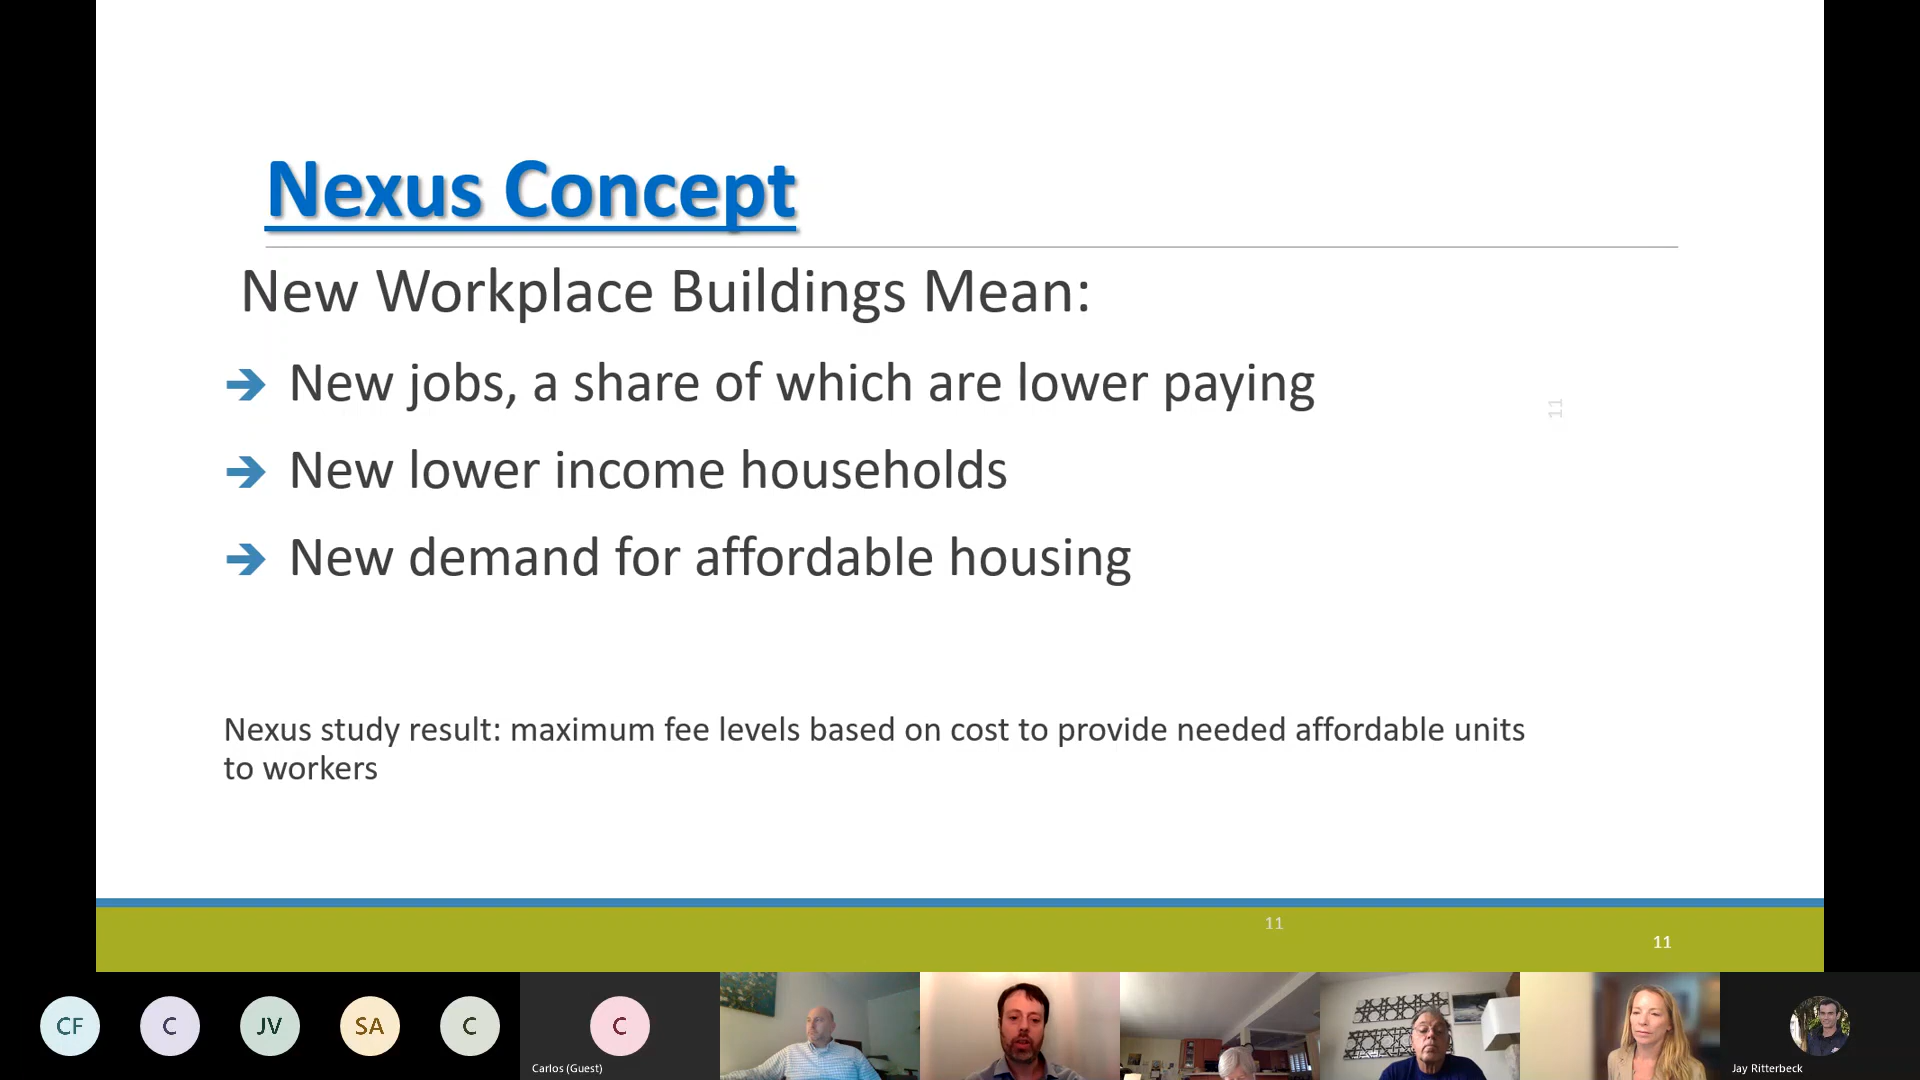 Nexus Concept
New Workplace Buildings Mean:
➔ New jobs, a share of which are lower paying
11
➔ New lower income households
➔ New demand for affordable housing
Nexus study result: maximum fee levels based on cost to provide needed affordable units
to workers
11
11
CF
C
JV
SA
C
C
Carlos (Guest)
Jay Ritterbeck